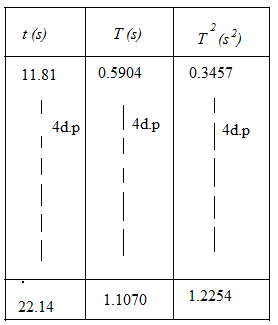 t (s) T (s) T² (s²)
11.81 0.5904 0.3457
4d.p 4d.p 4d.p
22.14 1.1070 1.2254